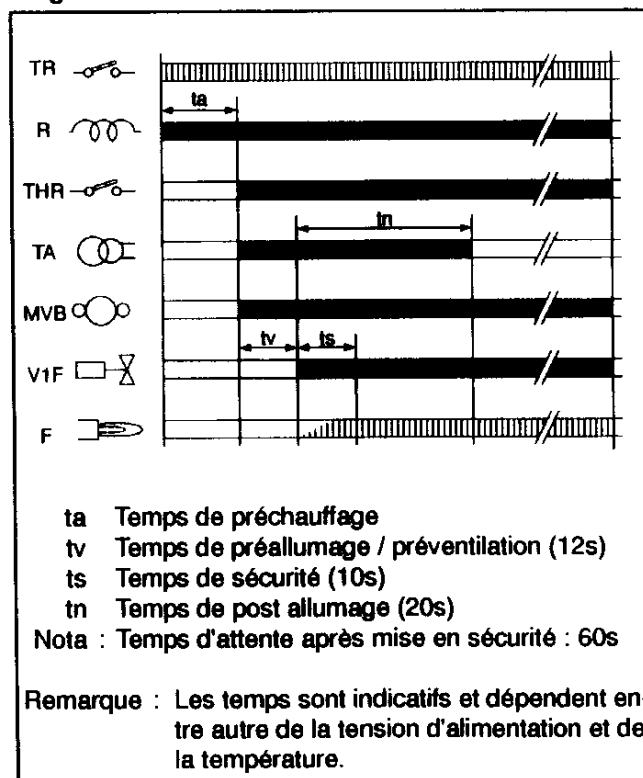 TR
ta
R
THR
tn
TA
MVB
tv ts
V1F
F
ta Temps de préchauffage
tv Temps de préallumage / préventilation (12s)
ts Temps de sécurité (10s)
tn Temps de post allumage (20s)
Nota : Temps d'attente après mise en sécurité : 60s
Remarque : Les temps sont indicatifs et dépendent en-
tre autre de la tension d'alimentation et de
la température.